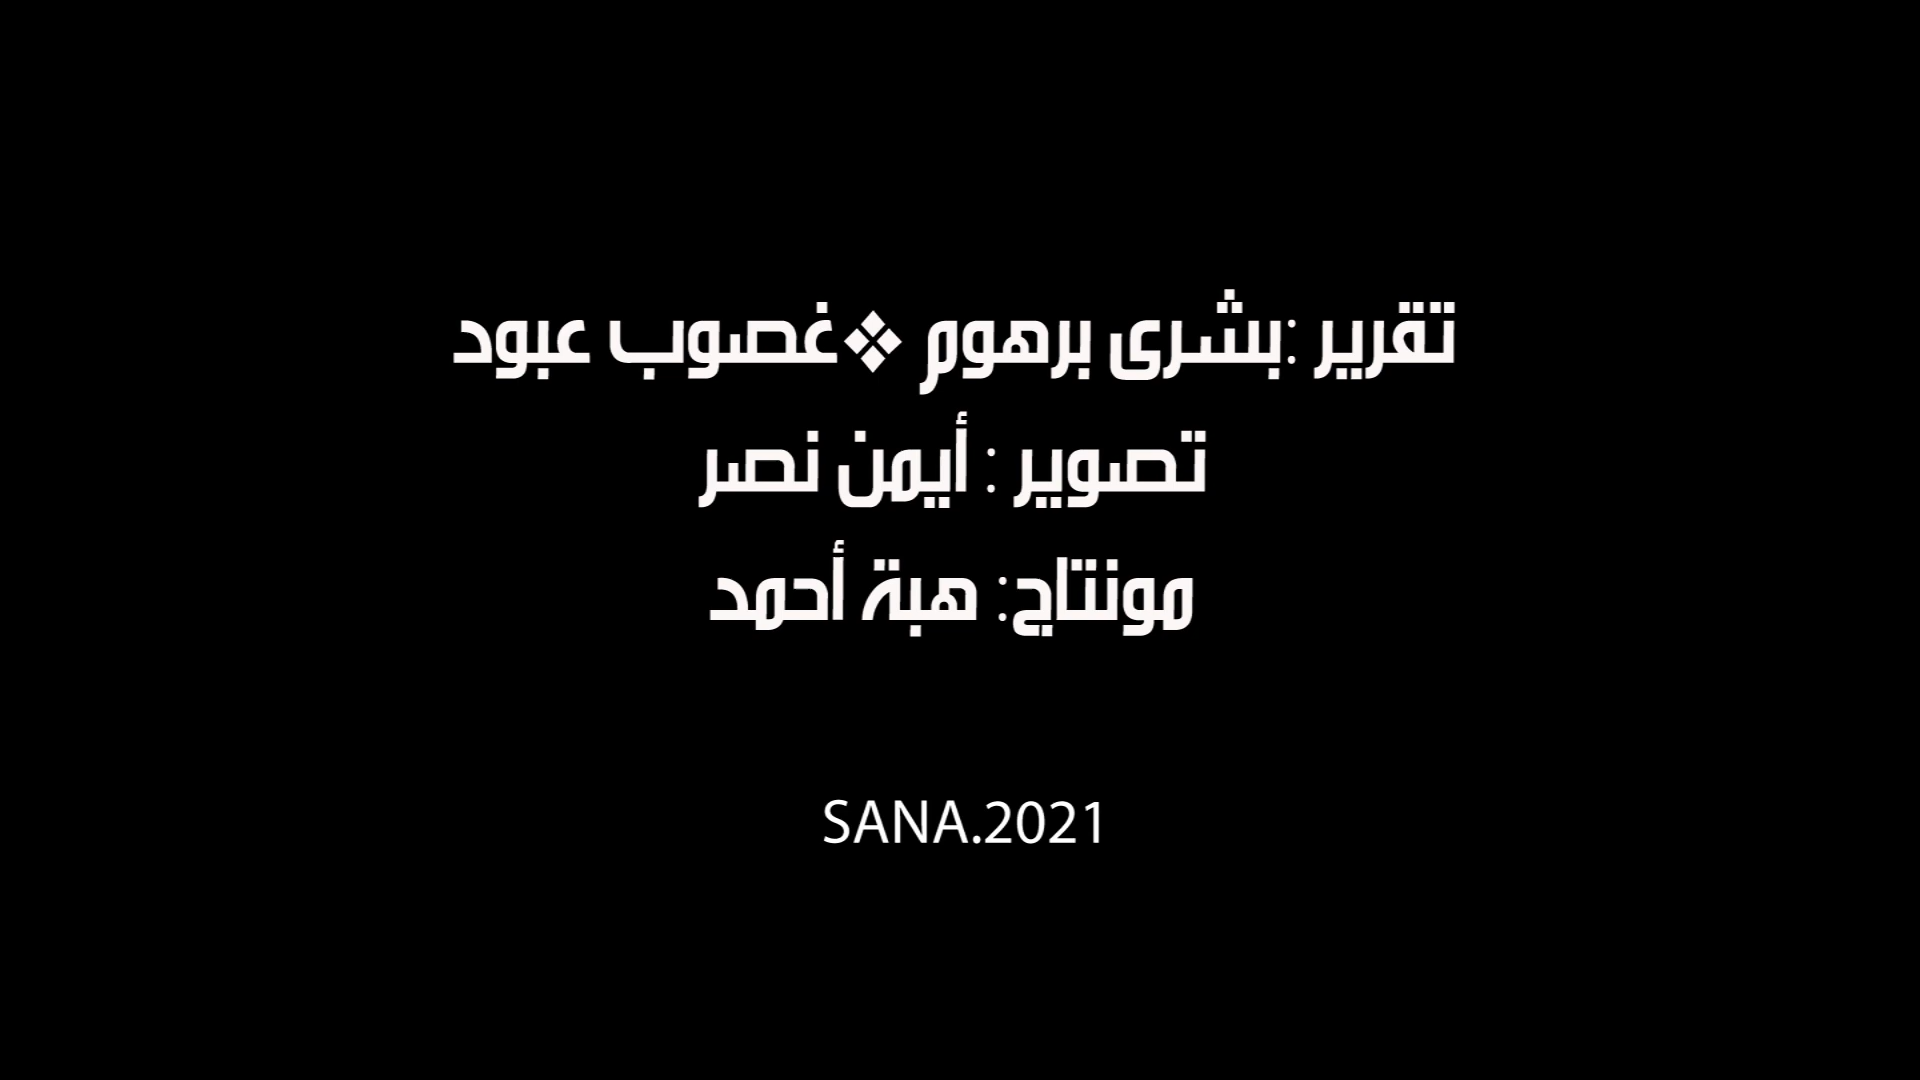 تقرير :بشرى برهوم ❖غصوب عبود
تصوير : أيمن نصر
مونتاج: هبة أحمد
SANA.2021